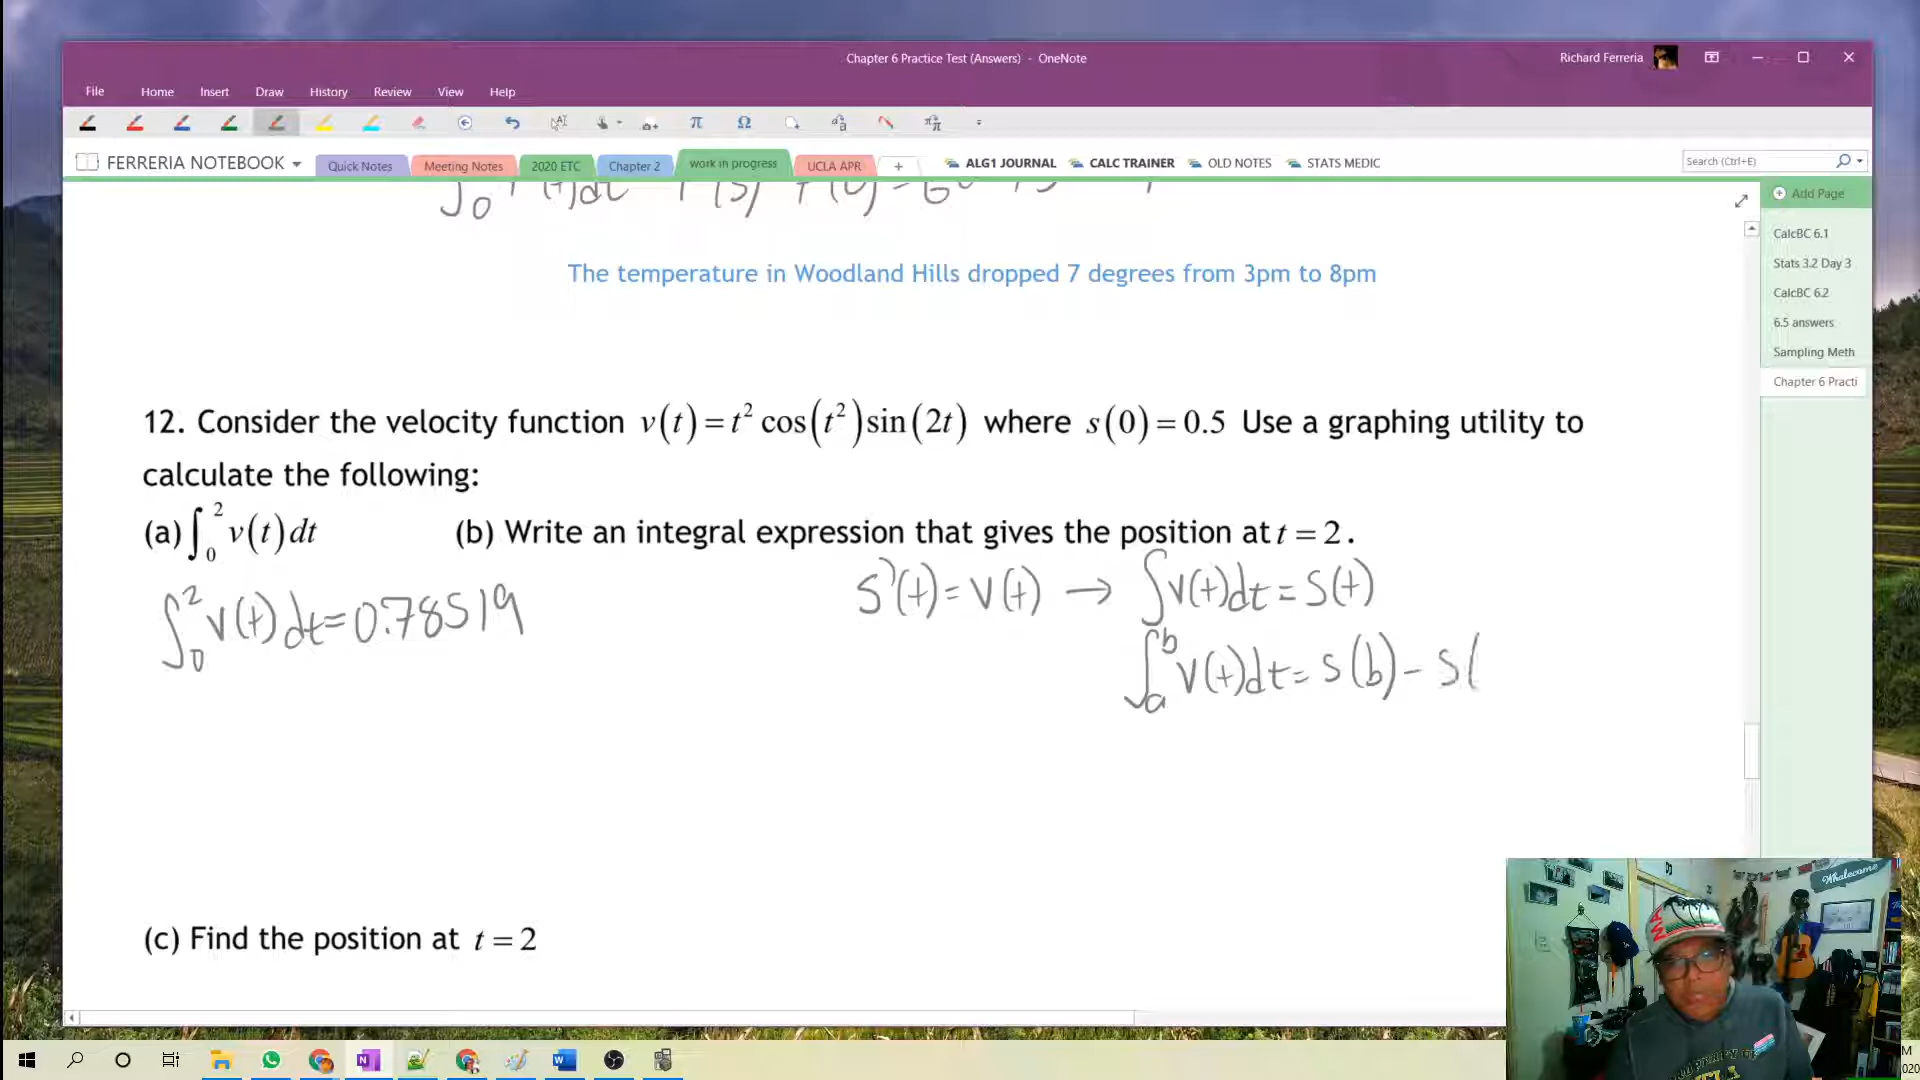 Chapter 6 Practice Test (Answers) - OneNote
Richard Ferreria
File Home Insert Draw History Review View Help
FERRERIA NOTEBOOK
Quick Notes
Meeting Notes
2020 ETC
Chapter 2
work in progress
UCLA APR
+
ALG1 JOURNAL
CALC TRAINER
OLD NOTES
STATS MEDIC
Search (Ctrl+E)
Add Page
CalcBC 6.1
Stats 3.2 Day 3
CalcBC 6.2
6.5 answers
Sampling Meth
Chapter 6 Practi
The temperature in Woodland Hills dropped 7 degrees from 3pm to 8pm
12. Consider the velocity function v(t) = t² cos(t²) sin(2t) where s(0) = 0.5 Use a graphing utility to
calculate the following:
(a) ∫₀² v(t) dt (b) Write an integral expression that gives the position at t = 2.
∫₀² v(t) dt = 0.78519
s'(t) = v(t) → ∫v(t)dt = s(t)
∫ₐᵇ v(t)dt = s(b) - s(
(c) Find the position at t = 2
Whalecome